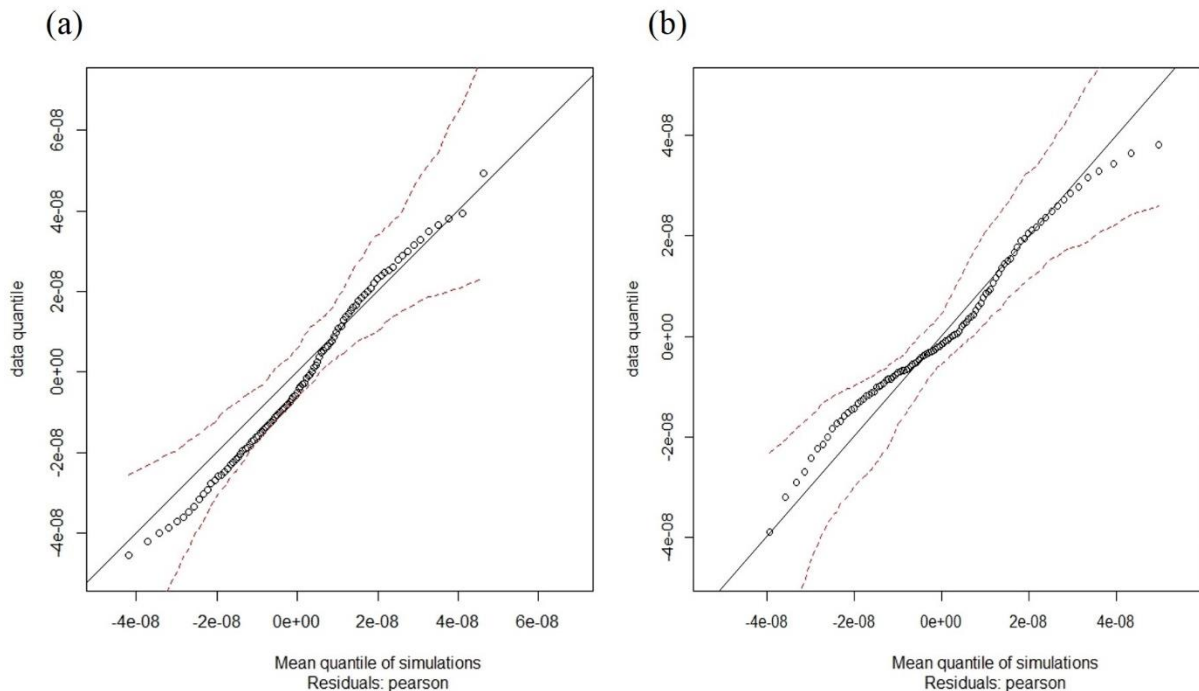 (a)
data quantile
6e-08
4e-08
2e-08
0e+00
-2e-08
-4e-08
-4e-08 -2e-08 0e+00 2e-08 4e-08 6e-08
Mean quantile of simulations
Residuals: pearson
(b)
data quantile
4e-08
2e-08
0e+00
-2e-08
-4e-08
-4e-08 -2e-08 0e+00 2e-08 4e-08
Mean quantile of simulations
Residuals: pearson